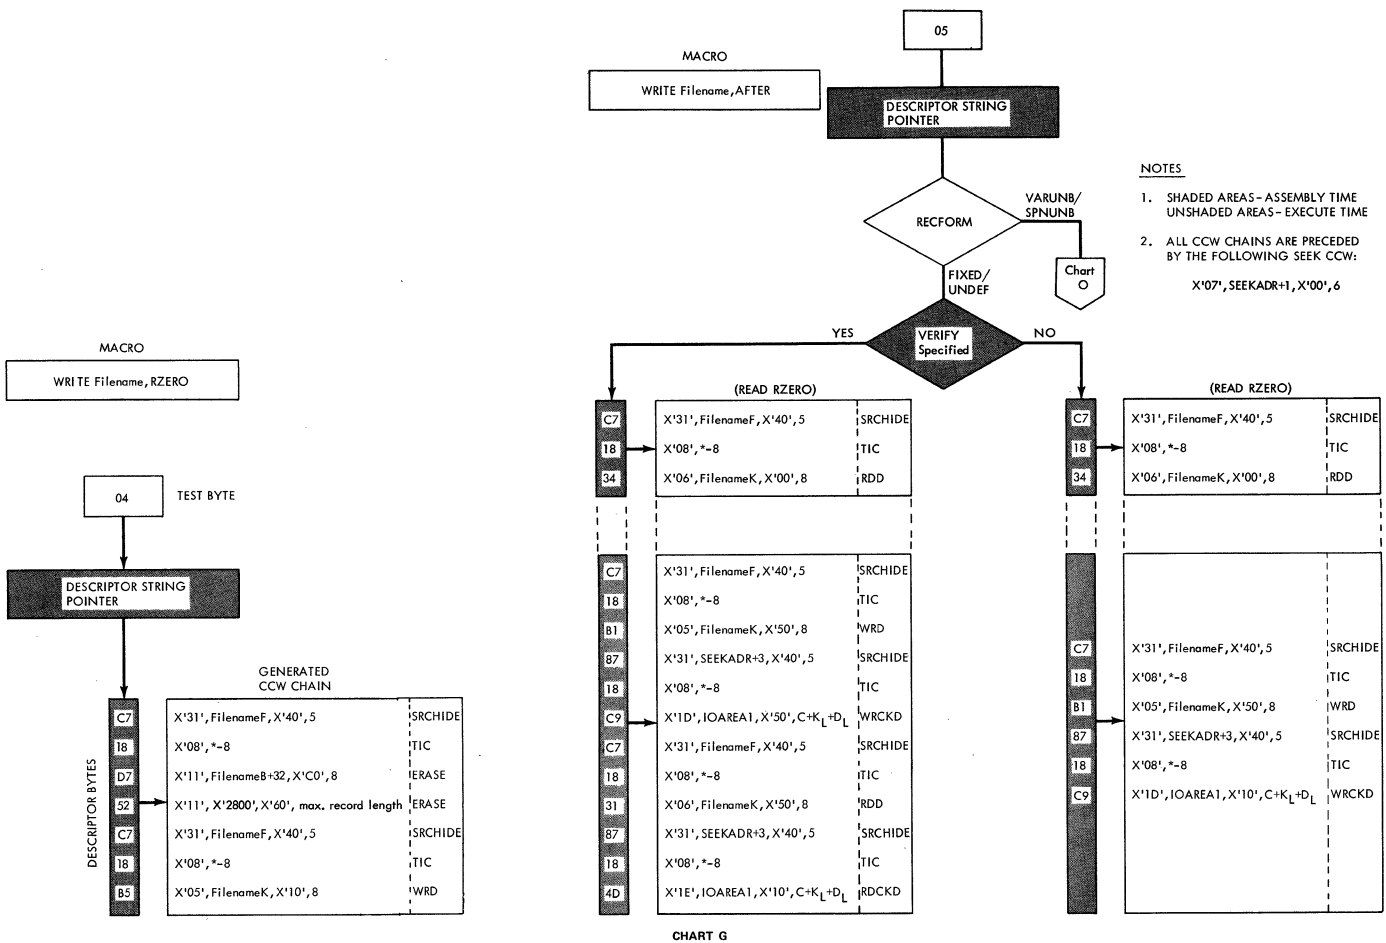 05
MACRO
WRITE Filename,AFTER
DESCRIPTOR STRING
POINTER
NOTES
1. SHADED AREAS-ASSEMBLY TIME
UNSHADED AREAS-EXECUTE TIME
2. ALL CCW CHAINS ARE PRECEDED
BY THE FOLLOWING SEEK CCW:
X'07',SEEKADR+1,X'00',6
RECFORM
VARUNB/
SPNUNB
Chart
O
FIXED/
UNDEF
VERIFY
Specified
YES
NO
MACRO
WRITE Filename,RZERO
04
TEST BYTE
DESCRIPTOR STRING
POINTER
GENERATED
CCW CHAIN
DESCRIPTOR BYTES
C7 X'31',FilenameF,X'40',5 SRCHIDE
18 X'08',*-8 TIC
D7 X'11',FilenameB+32,X'C0',8 ERASE
52 X'11',X'2800',X'60', max. record length ERASE
C7 X'31',FilenameF,X'40',5 SRCHIDE
18 X'08',*-8 TIC
B5 X'05',FilenameK,X'10',8 WRD
(READ RZERO)
C7 X'31',FilenameF,X'40',5 SRCHIDE
18 X'08',*-8 TIC
34 X'06',FilenameK,X'00',8 RDD
C7 X'31',FilenameF,X'40',5 SRCHIDE
18 X'08',*-8 TIC
B1 X'05',FilenameK,X'50',8 WRD
87 X'31',SEEKADR+3,X'40',5 SRCHIDE
18 X'08',*-8 TIC
C9 X'1D',IOAREA1,X'50',C+KL+DL WRCKD
C7 X'31',FilenameF,X'40',5 SRCHIDE
18 X'08',*-8 TIC
31 X'06',FilenameK,X'50',8 RDD
87 X'31',SEEKADR+3,X'40',5 SRCHIDE
18 X'08',*-8 TIC
4D X'1E',IOAREA1,X'10',C+KL+DL RDCKD
(READ RZERO)
C7 X'31',FilenameF,X'40',5 SRCHIDE
18 X'08',*-8 TIC
34 X'06',FilenameK,X'00',8 RDD
C7 X'31',FilenameF,X'40',5 SRCHIDE
18 X'08',*-8 TIC
B1 X'05',FilenameK,X'50',8 WRD
87 X'31',SEEKADR+3,X'40',5 SRCHIDE
18 X'08',*-8 TIC
C9 X'1D',IOAREA1,X'10',C+KL+DL WRCKD
CHART G